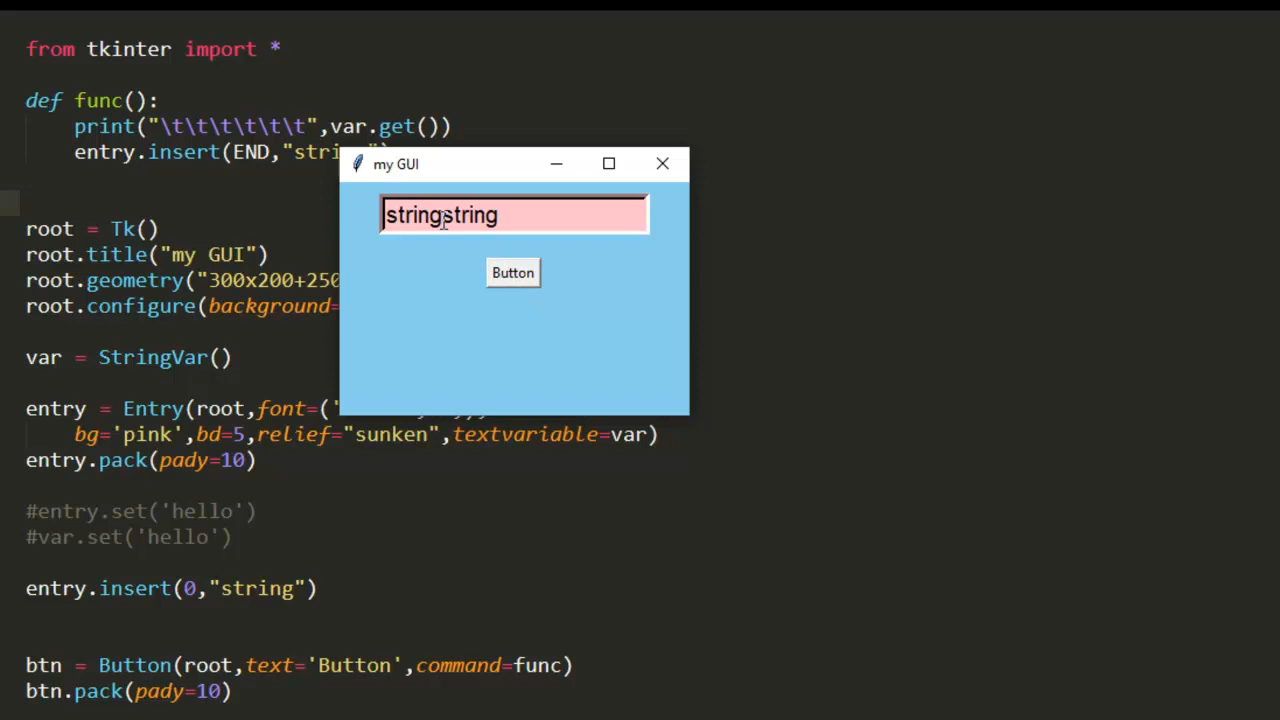 from tkinter import *
def func():
print("\t\t\t\t\t\t",var.get())
entry.insert(END,"stri
my GUI
stringstring
Button
root = Tk()
root.title("my GUI")
root.geometry("300x200+250
root.configure(background=
var = StringVar()
entry = Entry(root,font=('
bg='pink',bd=5,relief="sunken",textvariable=var)
entry.pack(pady=10)
#entry.set('hello')
#var.set('hello')
entry.insert(0,"string")
btn = Button(root,text='Button',command=func)
btn.pack(pady=10)